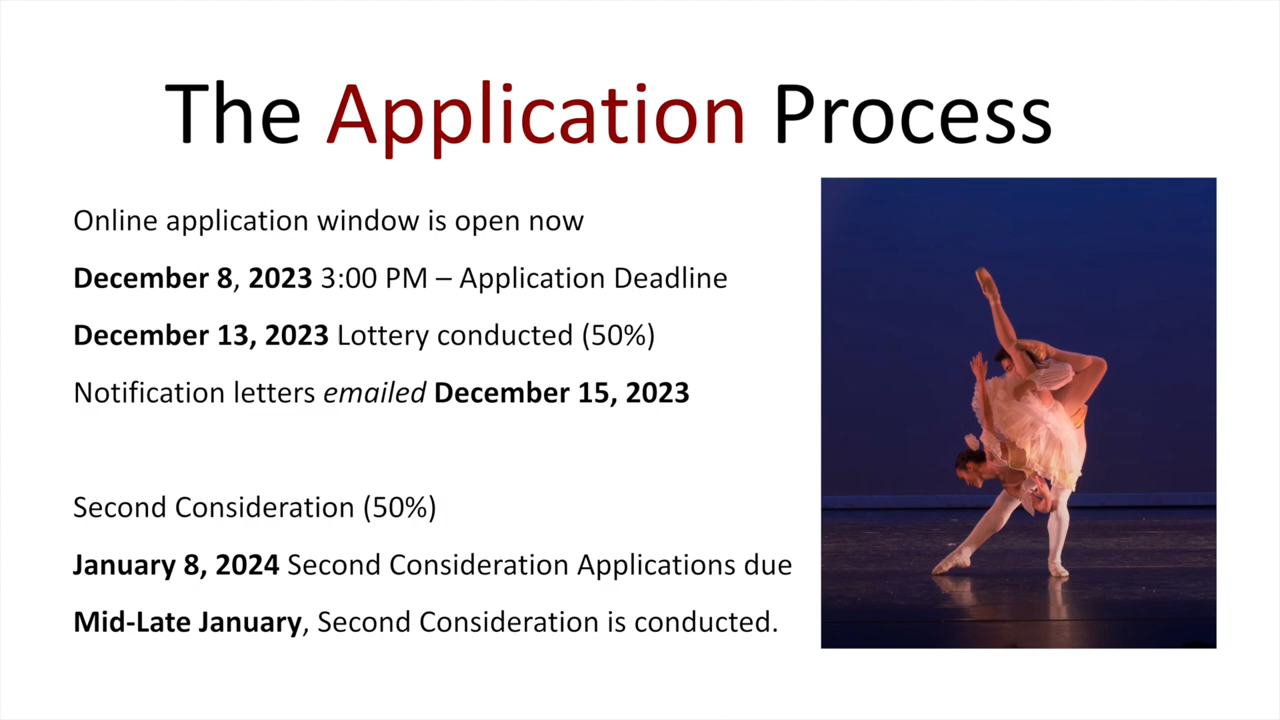 The Application Process
Online application window is open now
December 8, 2023 3:00 PM – Application Deadline
December 13, 2023 Lottery conducted (50%)
Notification letters emailed December 15, 2023
Second Consideration (50%)
January 8, 2024 Second Consideration Applications due
Mid-Late January, Second Consideration is conducted.